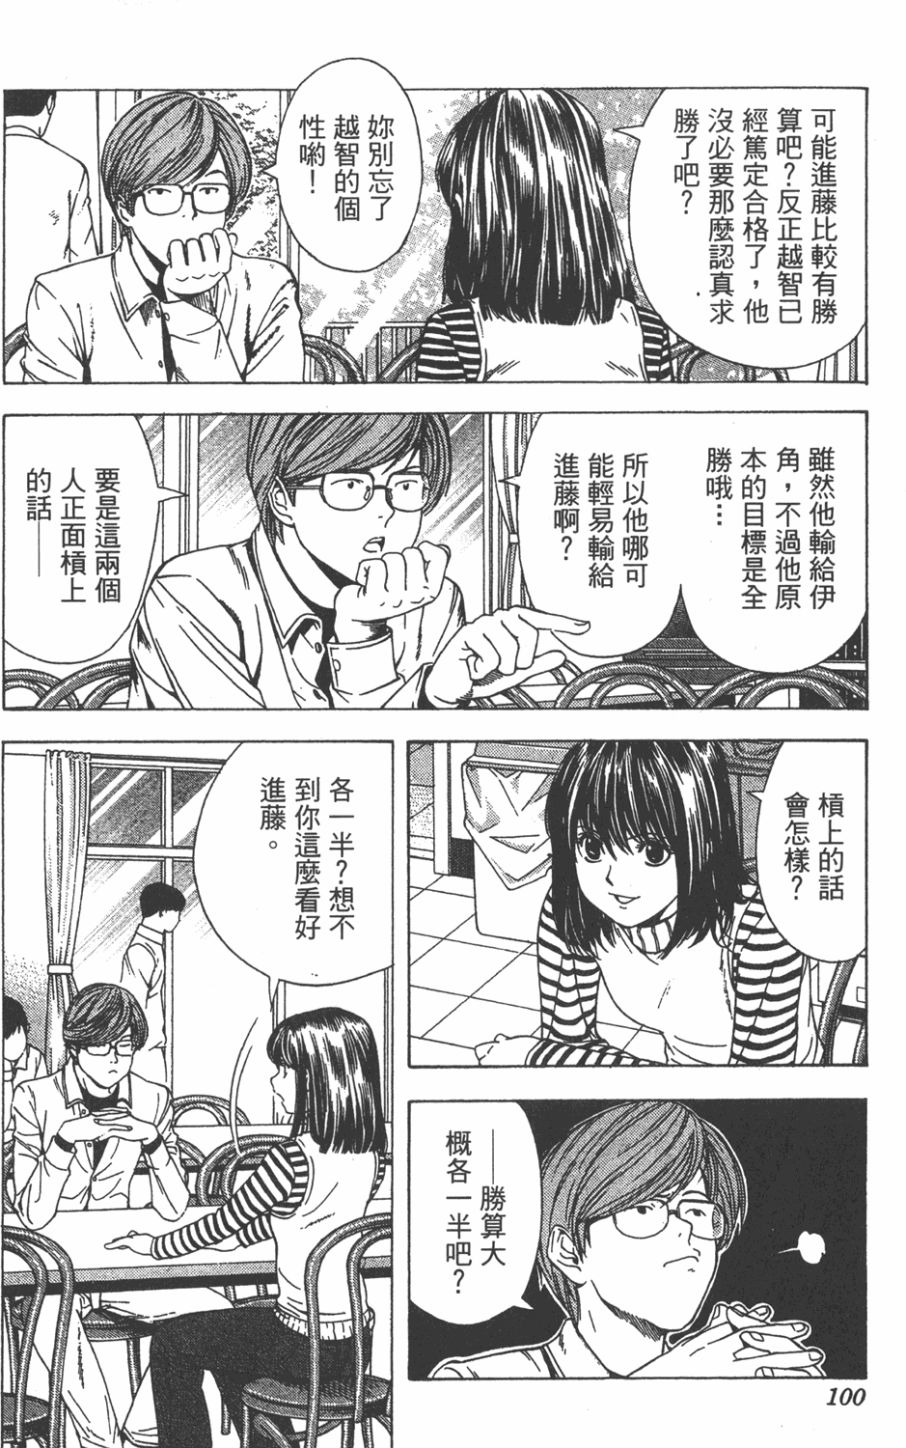 可能進藤比較有勝
算吧？反正越智已
經篤定合格了，他
沒必要那麼認真求
勝了吧？
妳別忘了
越智的個
性喲！
雖然他輸給伊
角，不過他原
本的目標是全
勝哦…
所以他哪可
能輕易輸給
進藤啊？
要是這兩個
人正面槓上
的話──
槓上的話
會怎樣？
──勝算大
概各一半吧？
各一半？想不
到你這麼看好
進藤。
100